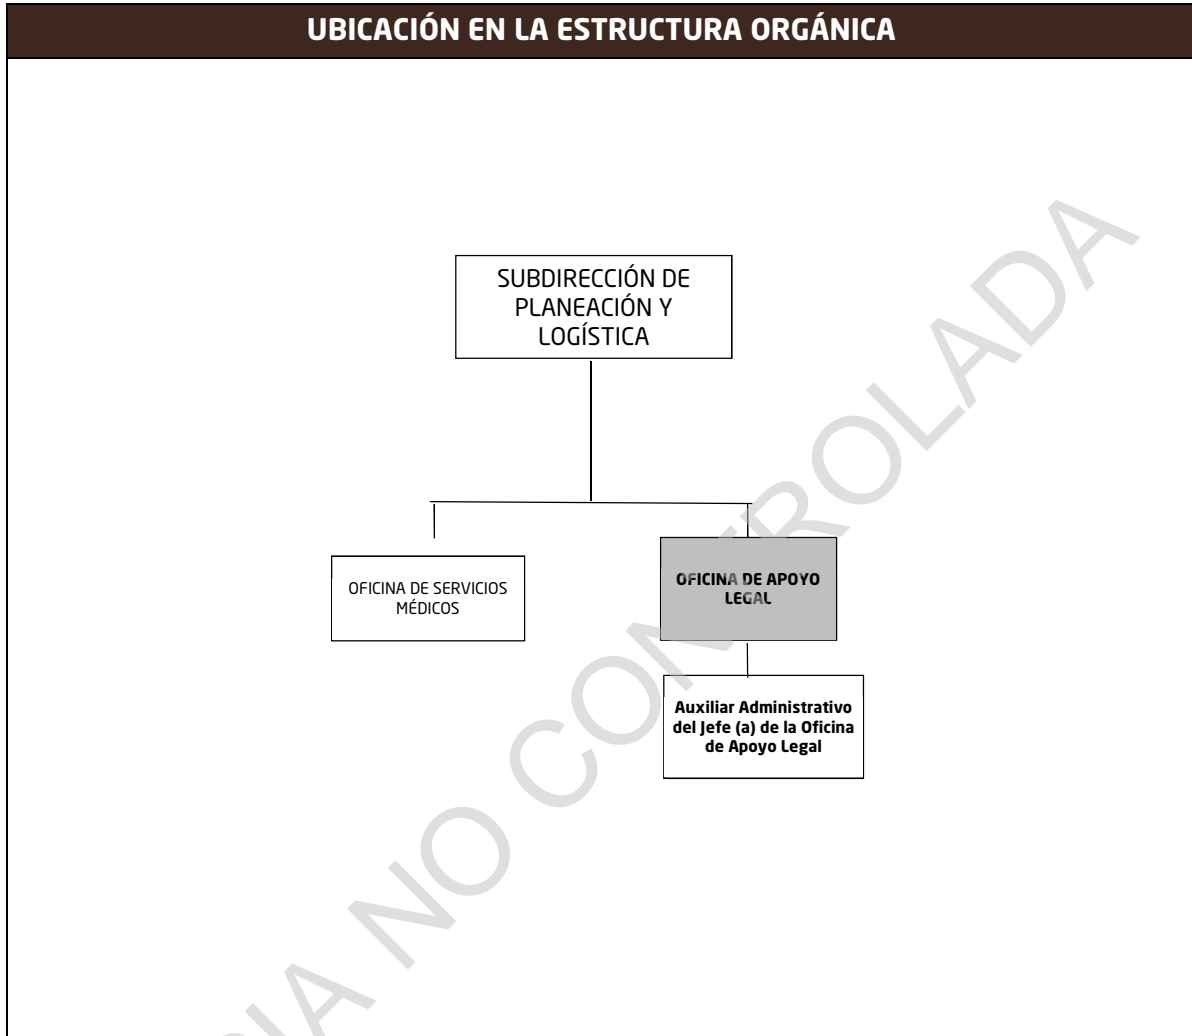 UBICACIÓN EN LA ESTRUCTURA ORGÁNICA
SUBDIRECCIÓN DE
PLANEACIÓN Y
LOGÍSTICA
OFICINA DE SERVICIOS
MÉDICOS
OFICINA DE APOYO
LEGAL
Auxiliar Administrativo
del Jefe (a) de la Oficina
de Apoyo Legal
NO CONTROLADA